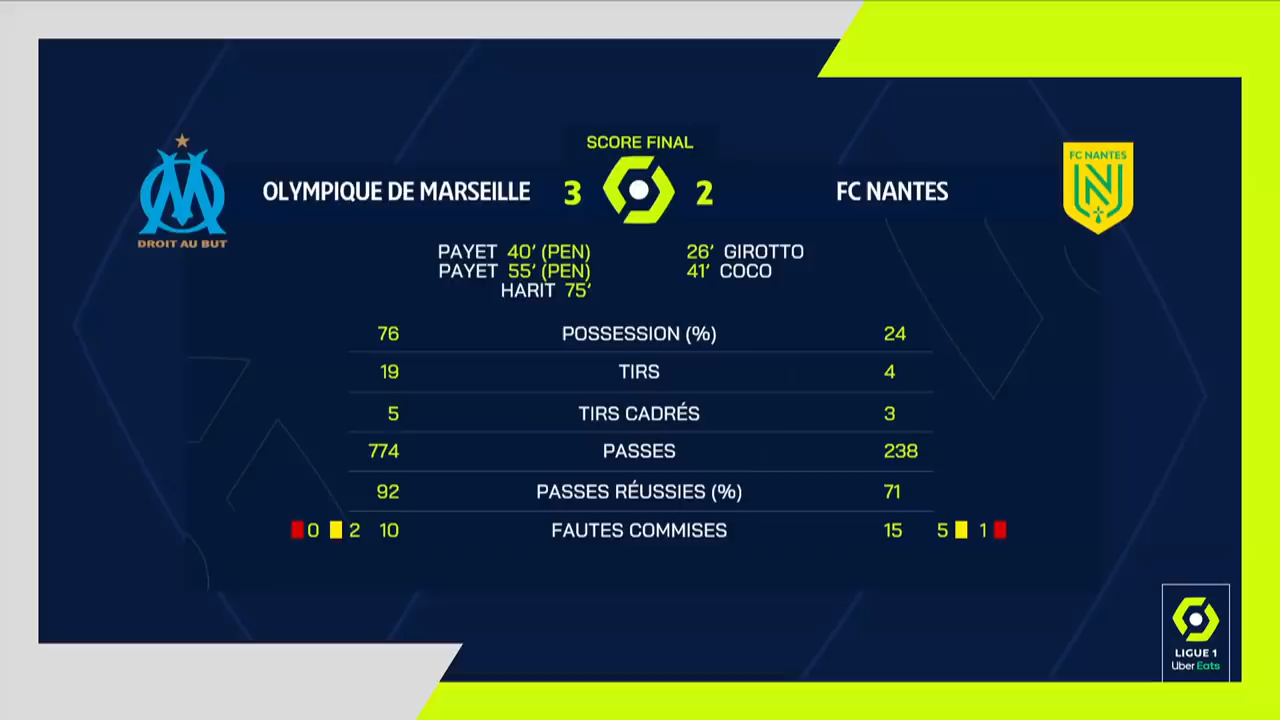 SCORE FINAL
DROIT AU BUT
OLYMPIQUE DE MARSEILLE 3 2 FC NANTES
FC NANTES
PAYET 40' (PEN) 26' GIROTTO
PAYET 55' (PEN) 41' COCO
HARIT 75'
76 POSSESSION (%) 24
19 TIRS 4
5 TIRS CADRÉS 3
774 PASSES 238
92 PASSES RÉUSSIES (%) 71
0 2 10 FAUTES COMMISES 15 5 1
LIGUE 1
Uber Eats